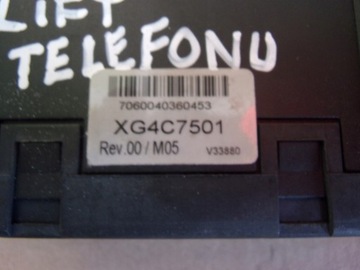 LIFT
TELEFONU
7060040360453
XG4C7501
Rev.00 / M05 V33880